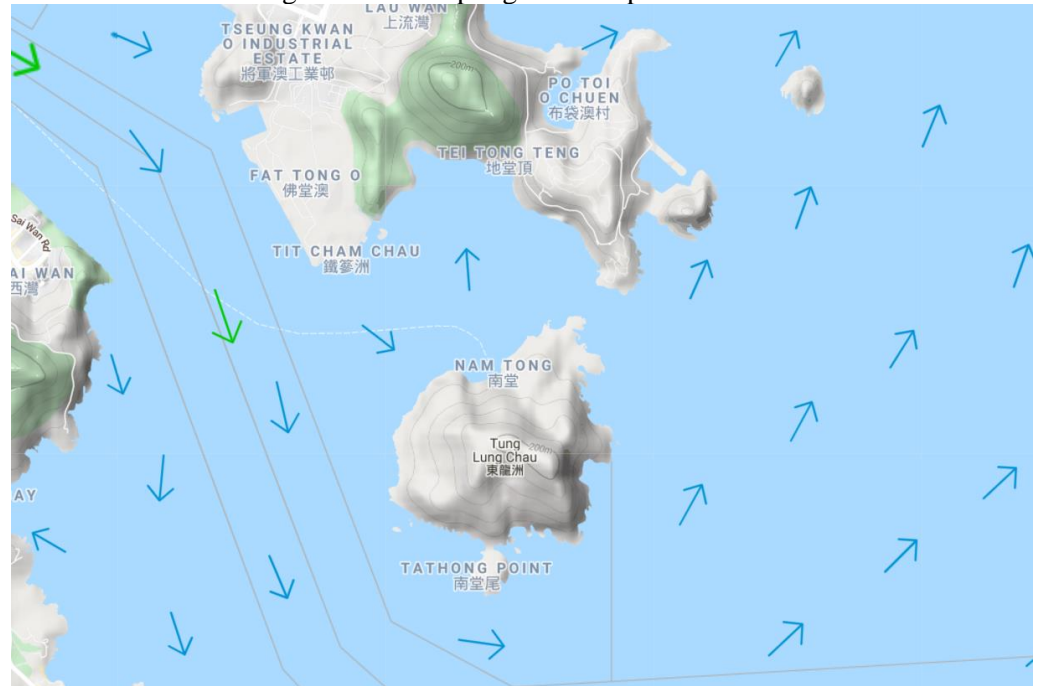 LAU WAN
上流灣
TSEUNG KWAN
O INDUSTRIAL
ESTATE
將軍澳工業邨
200m
PO TOI
O CHUEN
布袋澳村
TEI TONG TENG
地堂頂
FAT TONG O
佛堂澳
Sai Wan Rd
TIT CHAM CHAU
鐵篸洲
AI WAN
西灣
NAM TONG
南堂
Tung
Lung Chau
東龍洲
200m
AY
TATHONG POINT
南堂尾